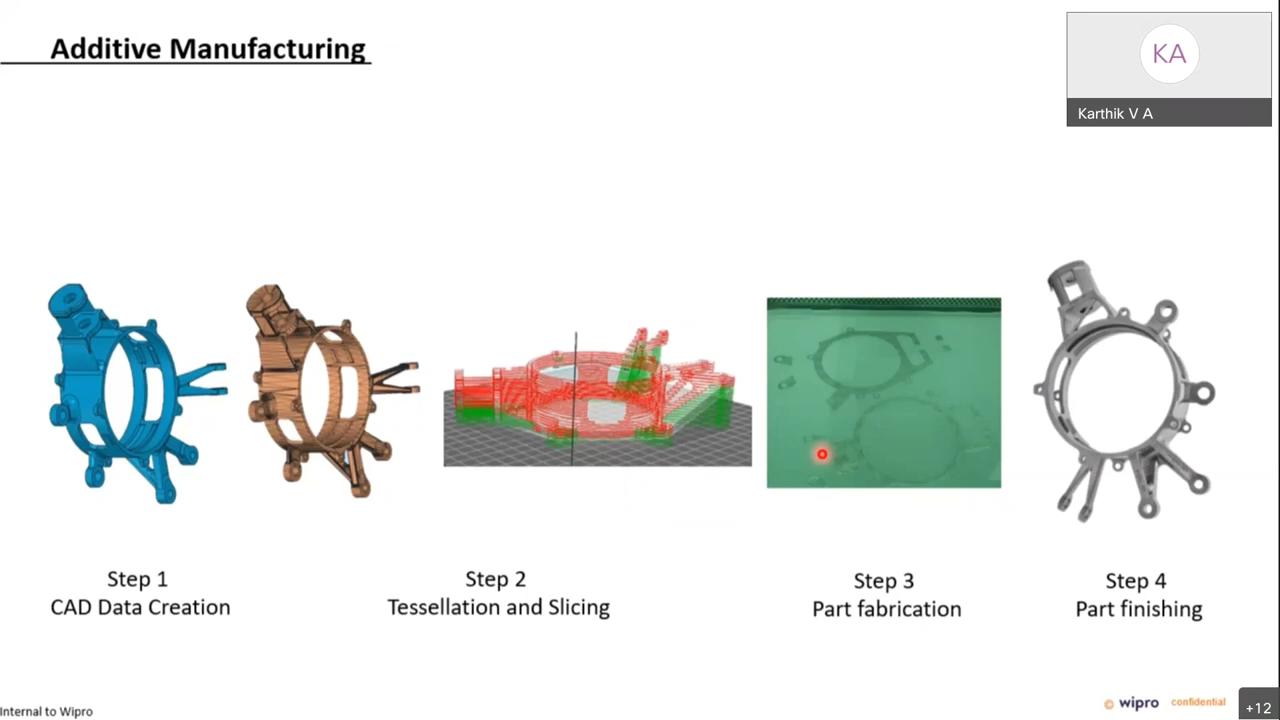 Additive Manufacturing
KA
Karthik V A
Step 1
CAD Data Creation
Step 2
Tessellation and Slicing
Step 3
Part fabrication
Step 4
Part finishing
Internal to Wipro
© wipro confidential
+12